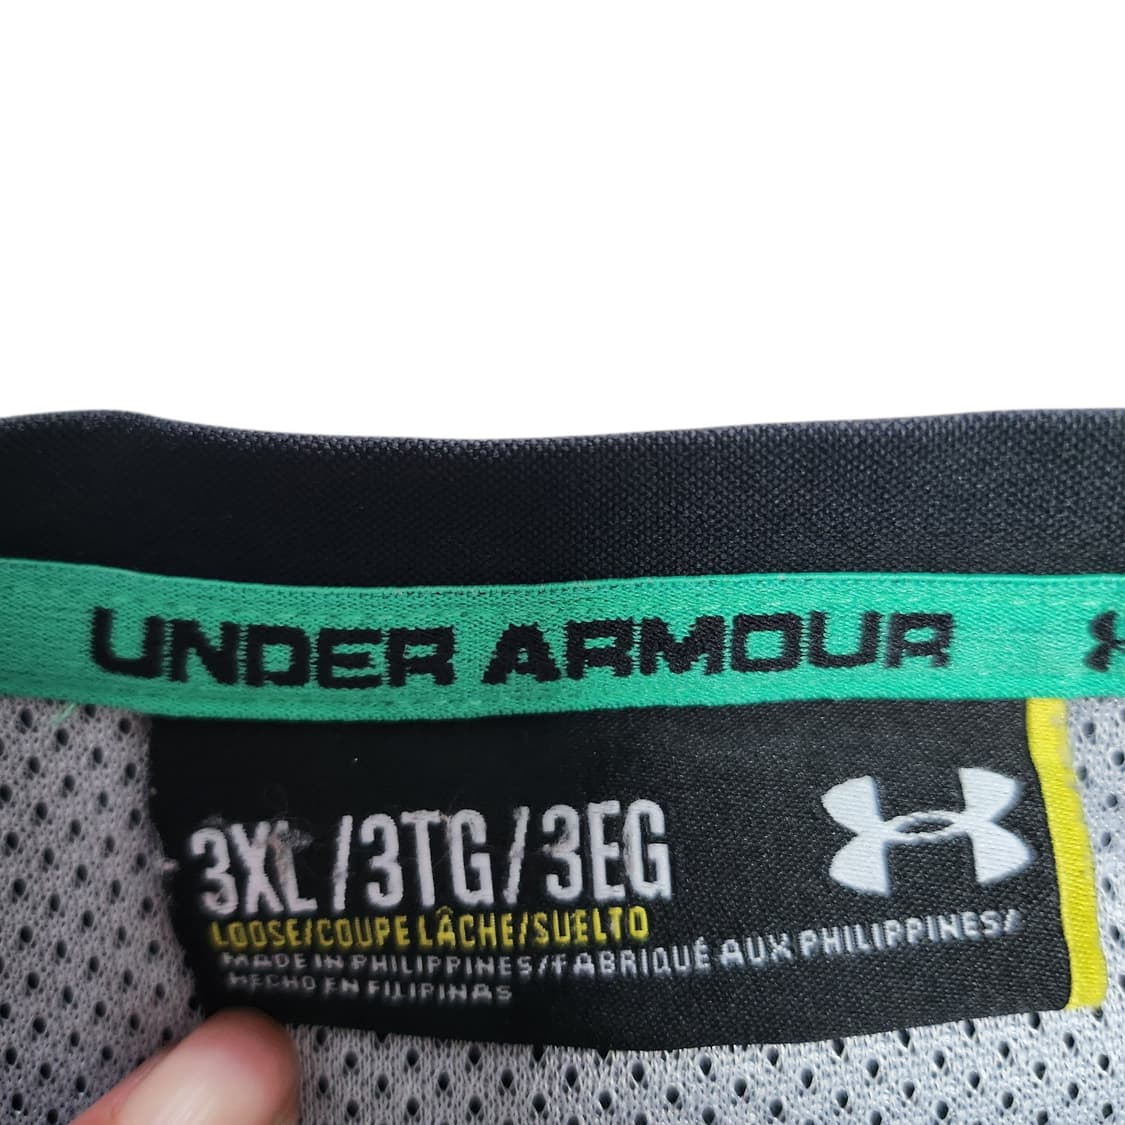 UNDER ARMOUR
3XL/3TG/3EG
LOOSE/COUPE LÂCHE/SUELTO
MADE IN PHILIPPINES/FABRIQUÉ AUX PHILIPPINES/
HECHO EN FILIPINAS